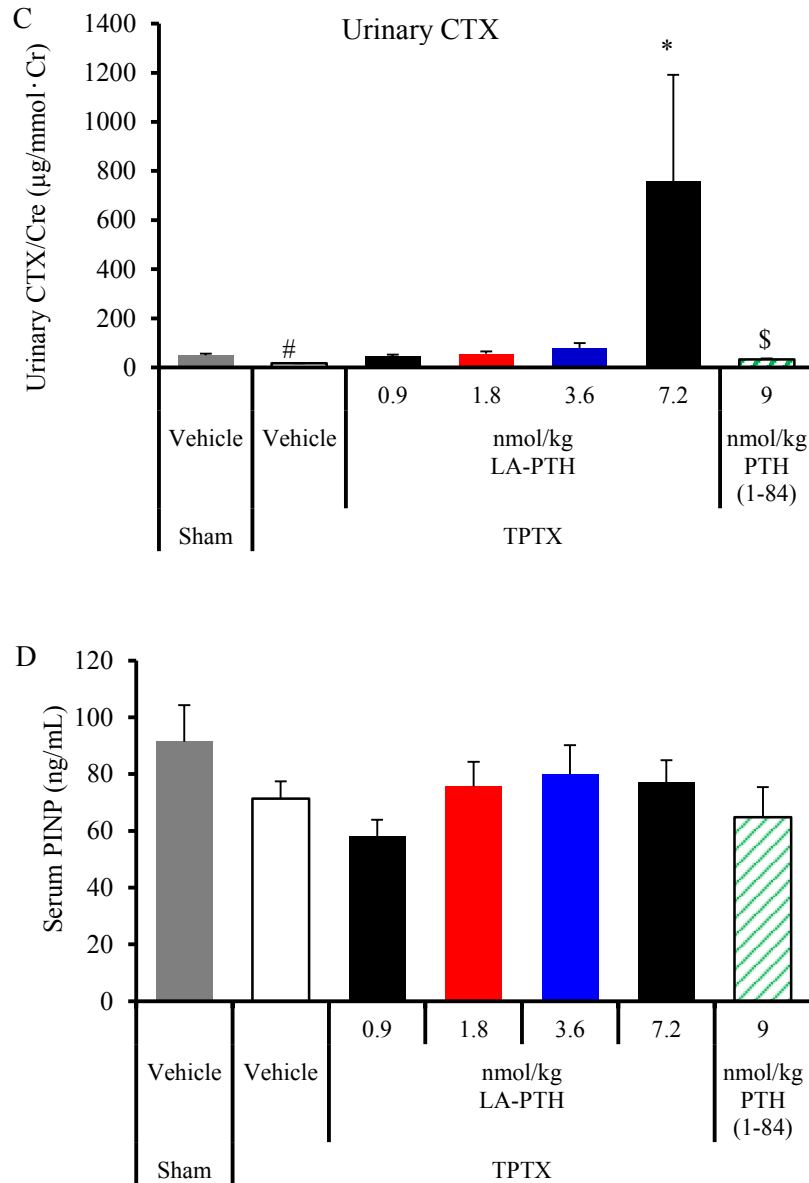 C
Urinary CTX
Urinary CTX/Cre (µg/mmol·Cr)
1400
1200
1000
800
600
400
200
0
*
#
$
0.9 1.8 3.6 7.2 9
Vehicle Vehicle nmol/kg nmol/kg
LA-PTH PTH
(1-84)
Sham TPTX
D
Serum PINP (ng/mL)
120
100
80
60
40
20
0
0.9 1.8 3.6 7.2 9
Vehicle Vehicle nmol/kg nmol/kg
LA-PTH PTH
(1-84)
Sham TPTX